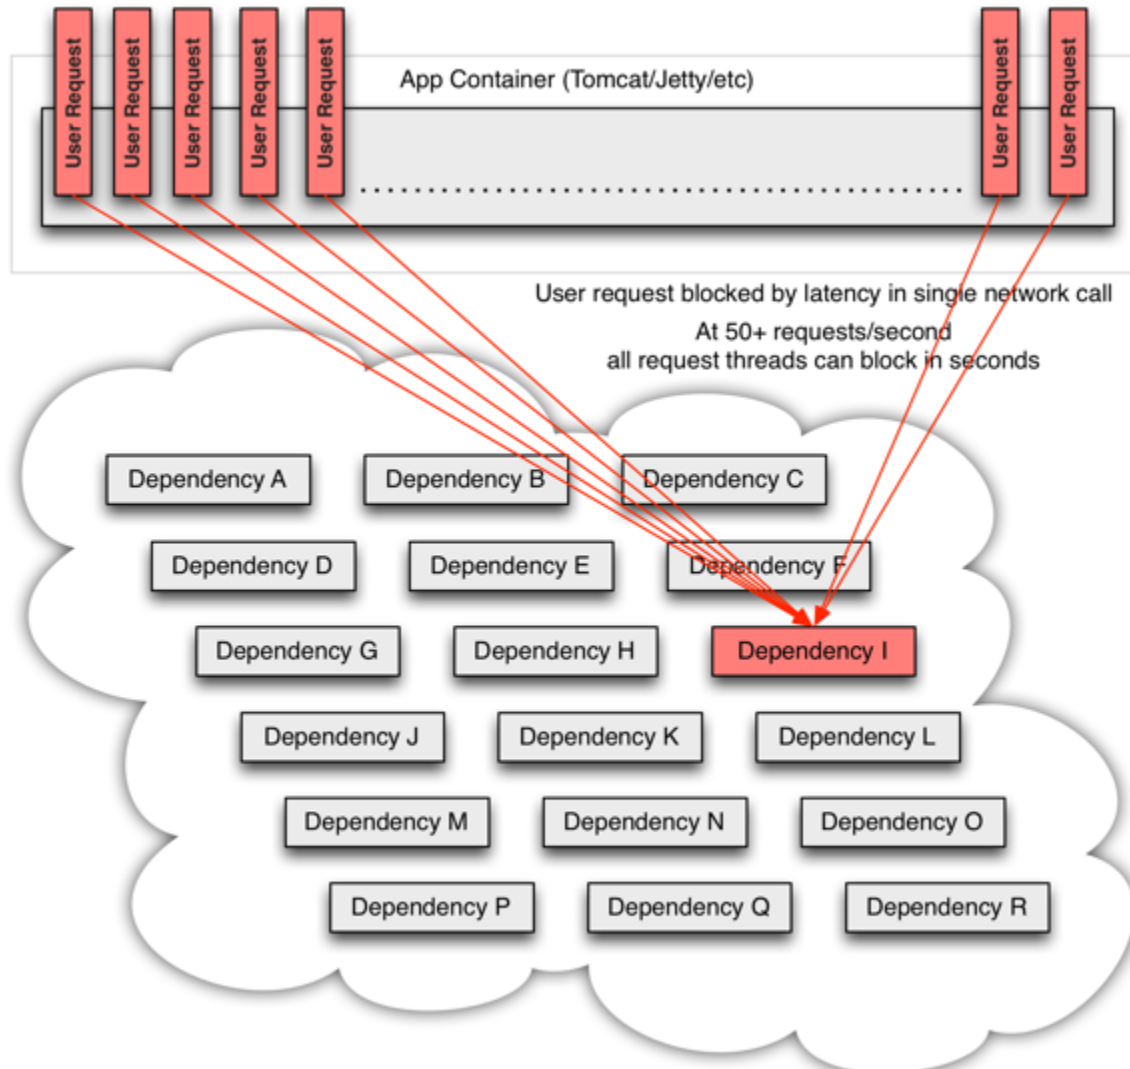 User Request
User Request
User Request
User Request
User Request
User Request
User Request
App Container (Tomcat/Jetty/etc)
User request blocked by latency in single network call
At 50+ requests/second
all request threads can block in seconds
Dependency A
Dependency B
Dependency C
Dependency D
Dependency E
Dependency F
Dependency G
Dependency H
Dependency I
Dependency J
Dependency K
Dependency L
Dependency M
Dependency N
Dependency O
Dependency P
Dependency Q
Dependency R